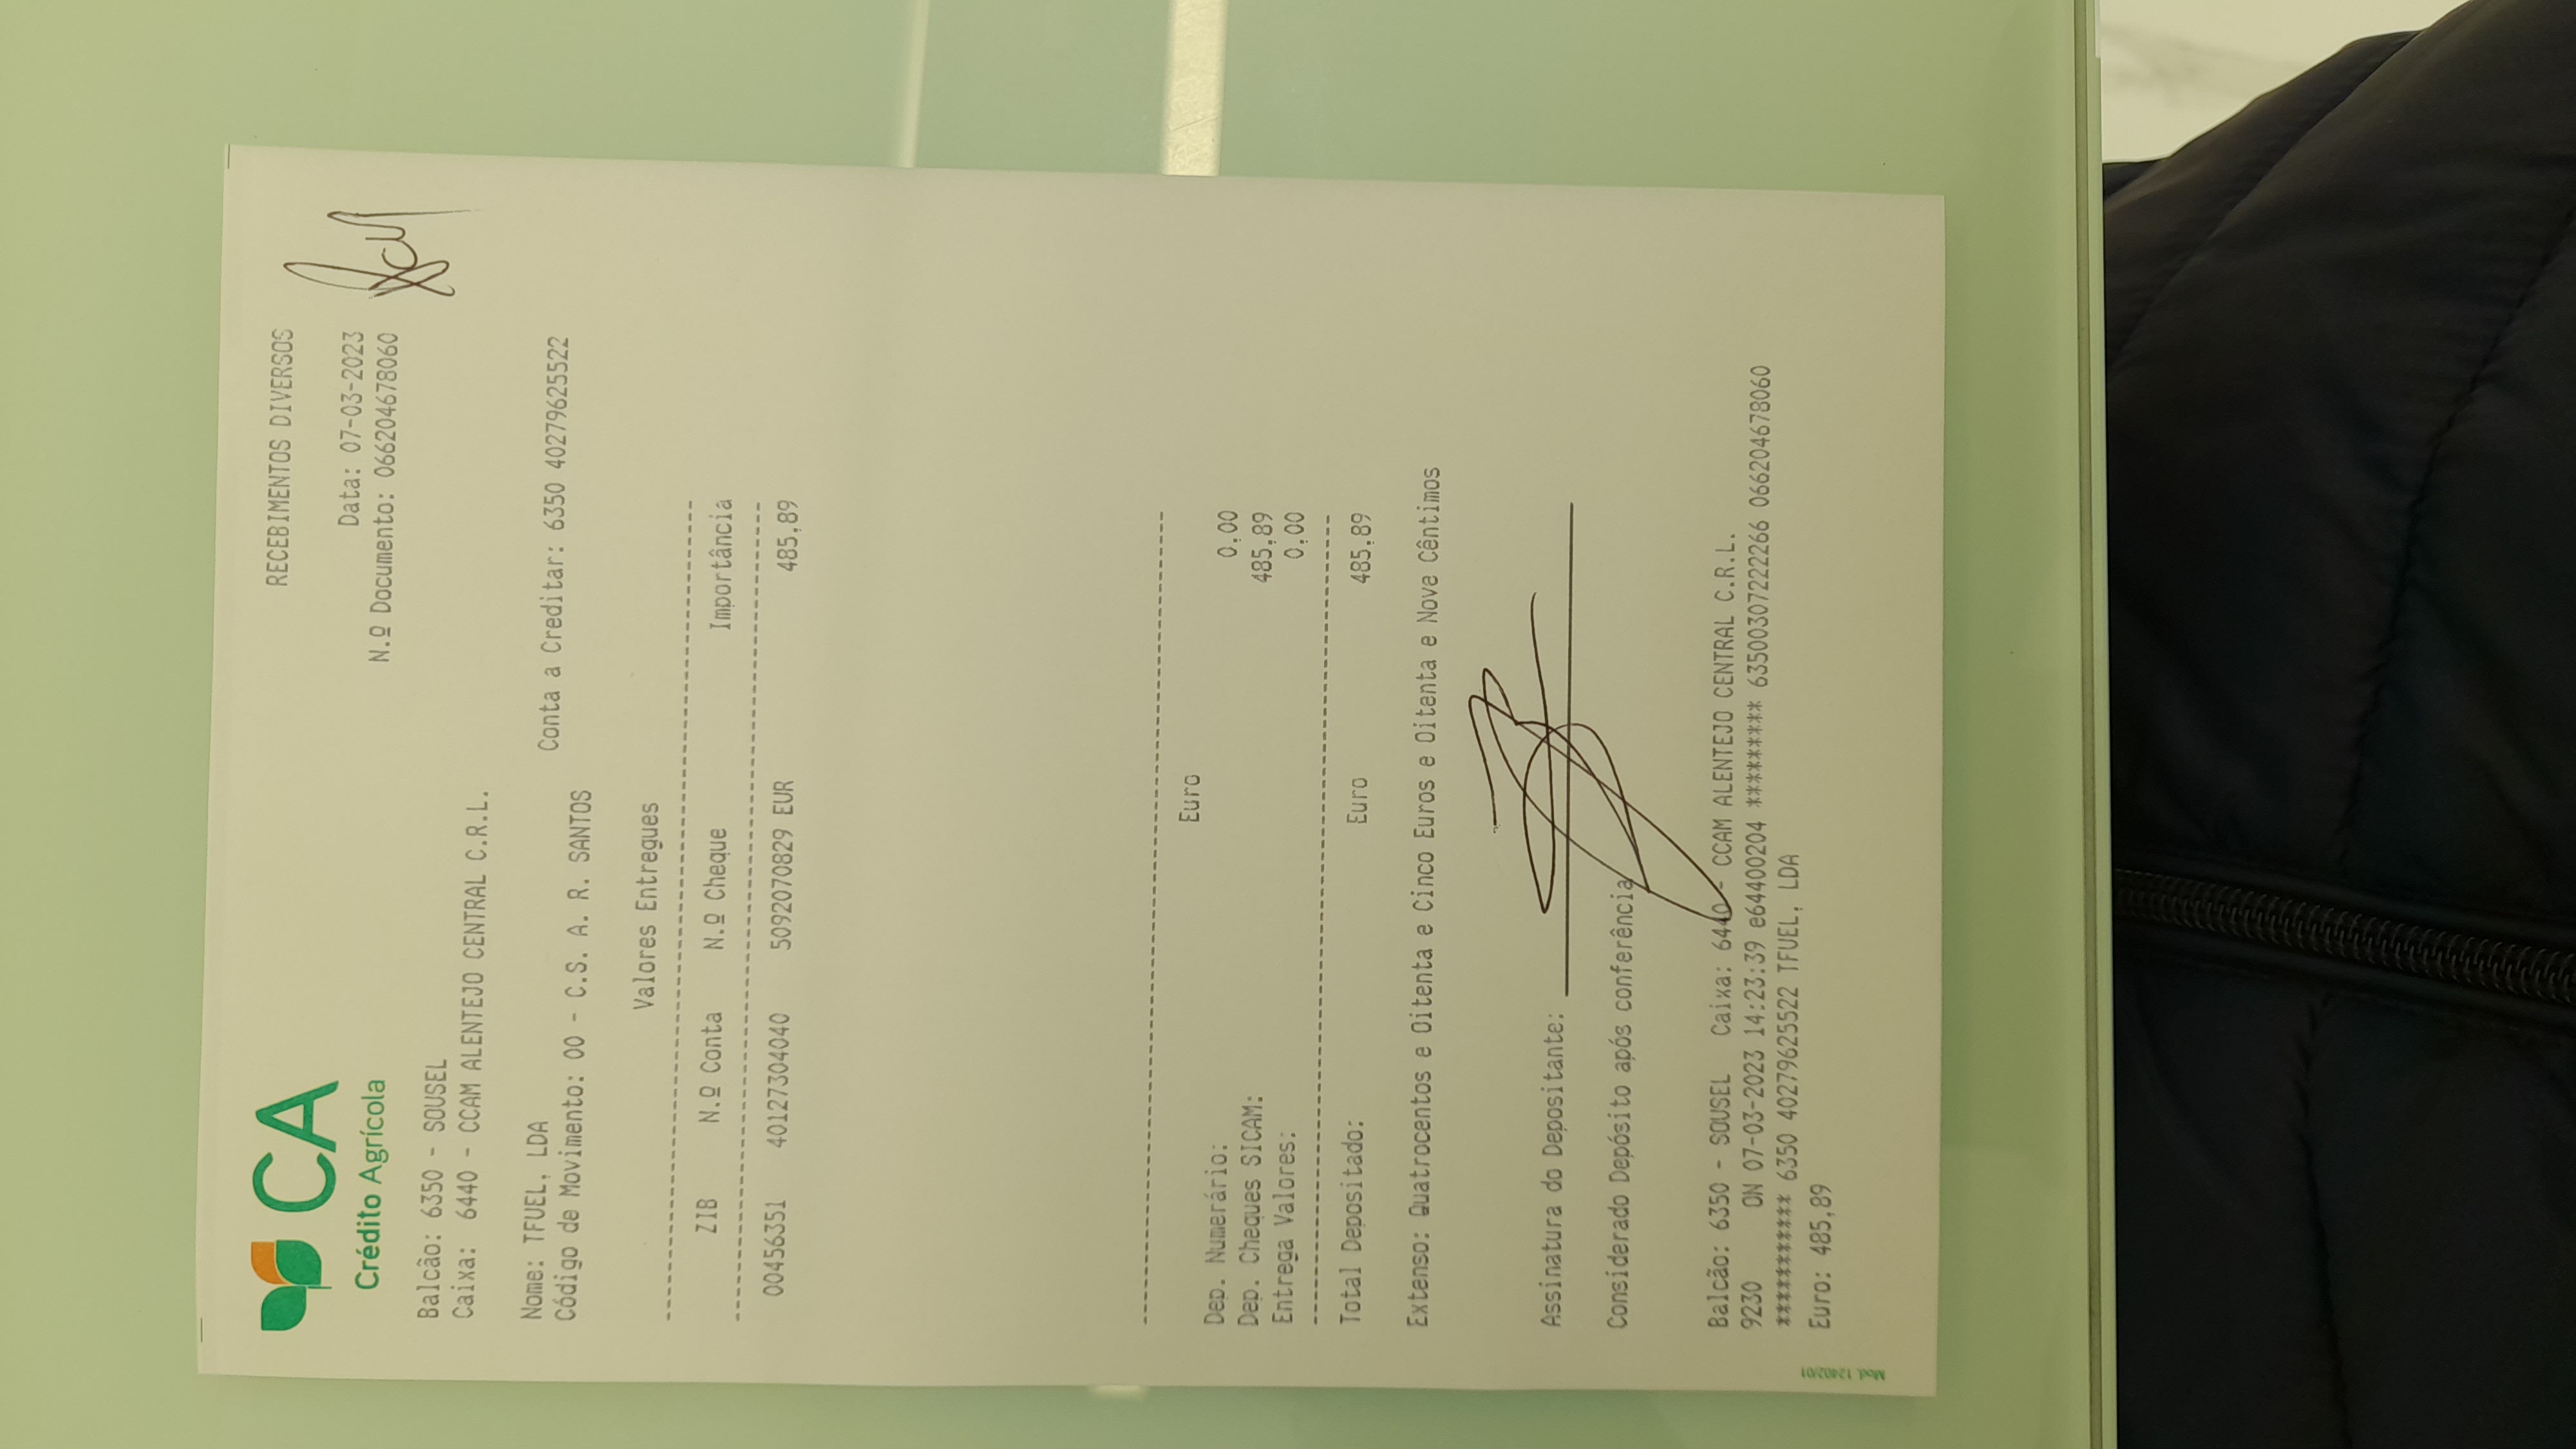 CA
Crédito Agrícola
RECEBIMENTOS DIVERSOS
Data: 07-03-2023
N.º Documento: 066204678060
Balcão: 6350 - SOUSEL
Caixa: 6440 - CCAM ALENTEJO CENTRAL C.R.L.
Nome: TFUEL, LDA
Conta a Creditar: 6350 40279625522
Código de Movimento: 00 - C.S. A. R. SANTOS
Valores Entregues
ZIB N.º Conta N.º Cheque Importância
00456351 40127304040 5092070829 EUR 485,89
Euro
Dep. Numerário: 0,00
Dep. Cheques SICAM: 485,89
Entrega Valores: 0,00
Total Depositado: Euro 485,89
Extenso: Quatrocentos e Oitenta e Cinco Euros e Oitenta e Nove Cêntimos
Assinatura do Depositante:
Considerado Depósito após conferência
Balcão: 6350 - SOUSEL Caixa: 6440 - CCAM ALENTEJO CENTRAL C.R.L.
9230 ON 07-03-2023 14:23:39 e64400204 ********* 63500307222266 066204678060
*********** 6350 40279625522 TFUEL, LDA
Euro: 485,89
Mod. 12402/01